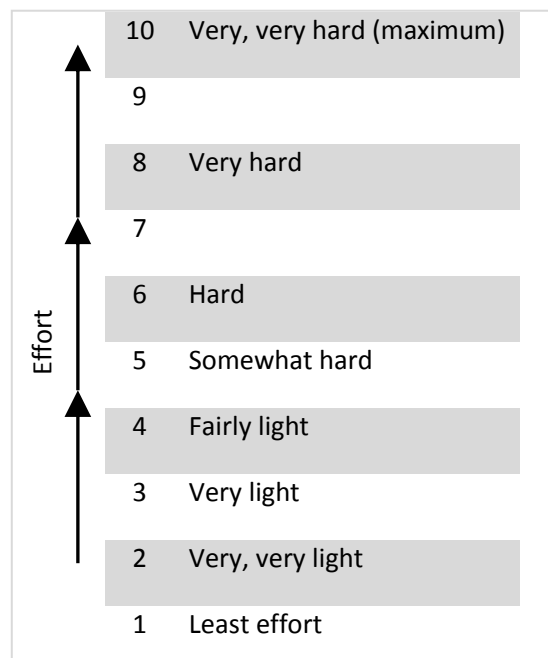 10 Very, very hard (maximum)
9
8 Very hard
7
6 Hard
5 Somewhat hard
4 Fairly light
3 Very light
2 Very, very light
1 Least effort
Effort